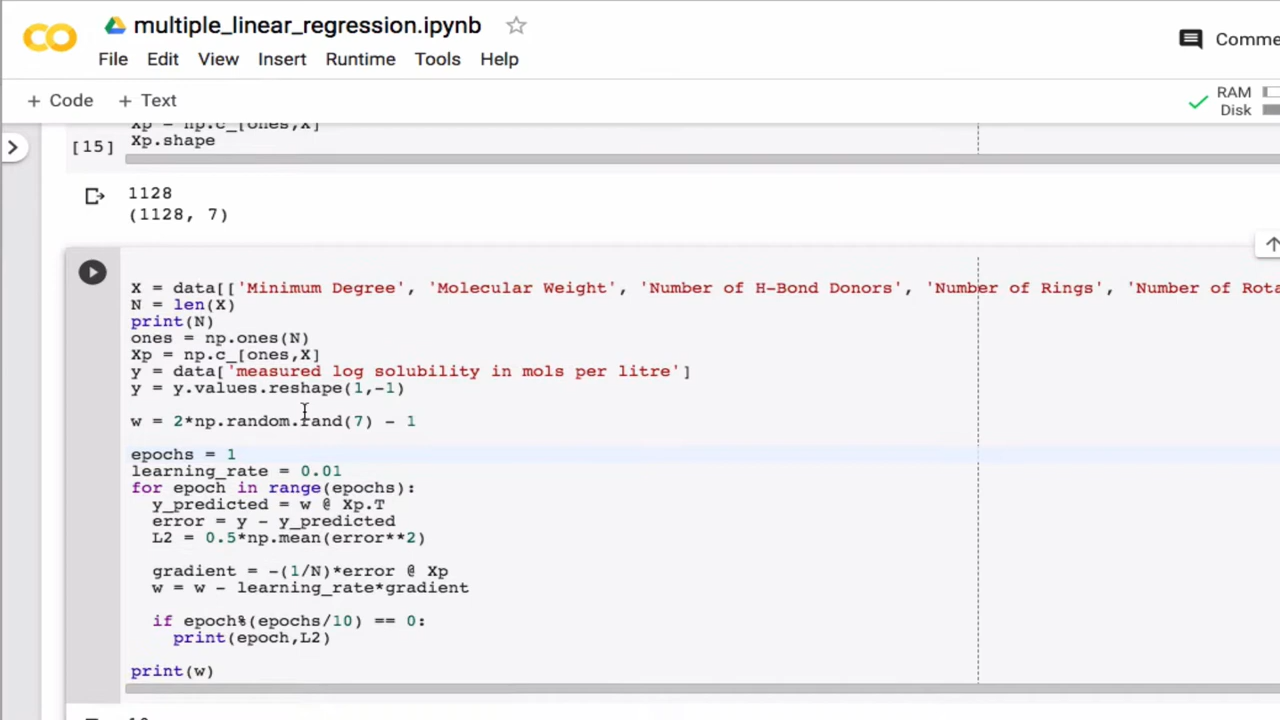 multiple_linear_regression.ipynb
File Edit View Insert Runtime Tools Help
Comme
+ Code + Text
RAM
Disk
Xp = np.c_[ones,X]
[15] Xp.shape
1128
(1128, 7)
X = data[['Minimum Degree', 'Molecular Weight', 'Number of H-Bond Donors', 'Number of Rings', 'Number of Rota
N = len(X)
print(N)
ones = np.ones(N)
Xp = np.c_[ones,X]
y = data['measured log solubility in mols per litre']
y = y.values.reshape(1,-1)
w = 2*np.random.rand(7) - 1
epochs = 1
learning_rate = 0.01
for epoch in range(epochs):
y_predicted = w @ Xp.T
error = y - y_predicted
L2 = 0.5*np.mean(error**2)
gradient = -(1/N)*error @ Xp
w = w - learning_rate*gradient
if epoch%(epochs/10) == 0:
print(epoch,L2)
print(w)